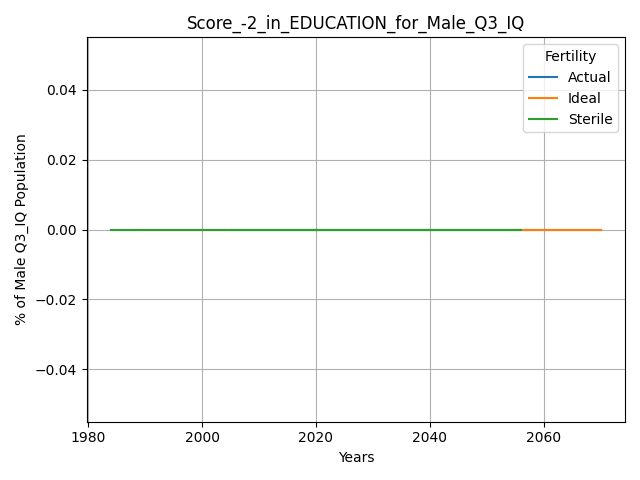 Score_-2_in_EDUCATION_for_Male_Q3_IQ
Fertility
Actual
Ideal
Sterile
% of Male Q3_IQ Population
0.04
0.02
0.00
−0.02
−0.04
1980 2000 2020 2040 2060
Years